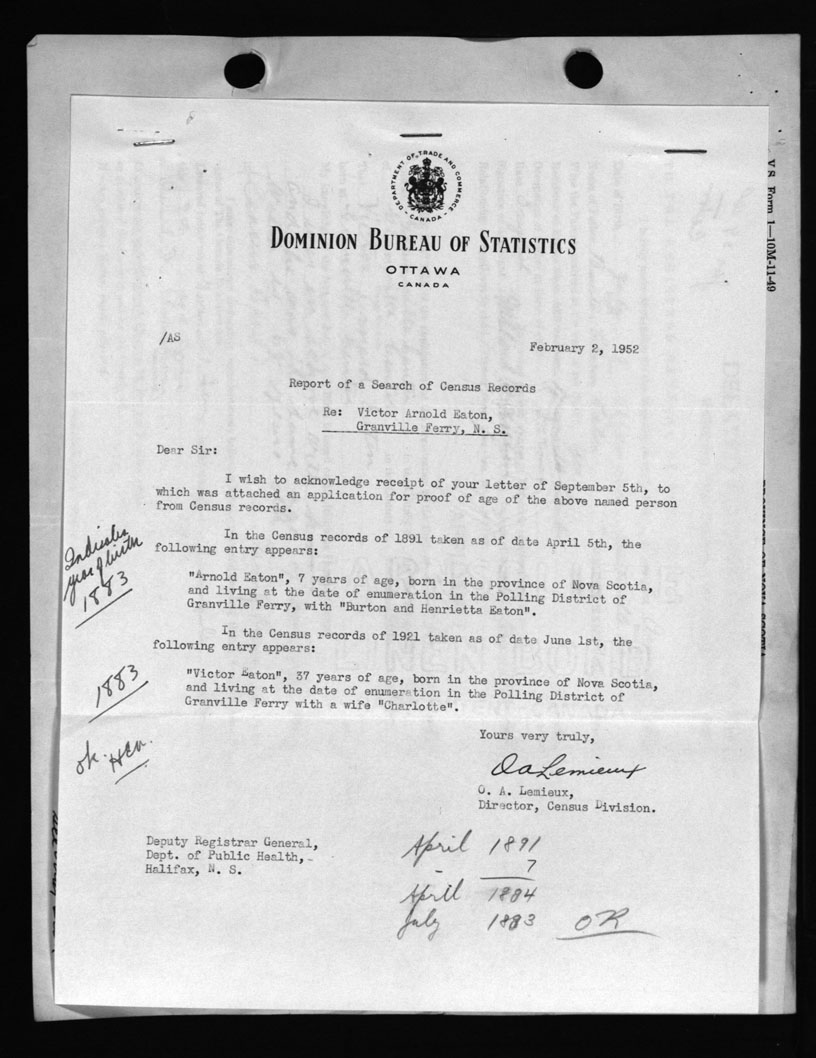 DEPARTMENT OF TRADE AND COMMERCE
CANADA
DOMINION BUREAU OF STATISTICS
OTTAWA
CANADA
V S Form 1—10M-11-49
/AS
February 2, 1952
Report of a Search of Census Records
Re: Victor Arnold Eaton,
Granville Ferry, N. S.
Dear Sir:
I wish to acknowledge receipt of your letter of September 5th, to
which was attached an application for proof of age of the above named person
from Census records.
In the Census records of 1891 taken as of date April 5th, the
following entry appears:
Indicates
year of birth
1883
"Arnold Eaton", 7 years of age, born in the province of Nova Scotia,
and living at the date of enumeration in the Polling District of
Granville Ferry, with "Burton and Henrietta Eaton".
In the Census records of 1921 taken as of date June 1st, the
following entry appears:
1883
"Victor Eaton", 37 years of age, born in the province of Nova Scotia,
and living at the date of enumeration in the Polling District of
Granville Ferry with a wife "Charlotte".
ok.
Yours very truly,
O A Lemieux
O. A. Lemieux,
Director, Census Division.
Deputy Registrar General,
Dept. of Public Health,
Halifax, N. S.
April 1891
- 7
April 1884
July 1883 OK